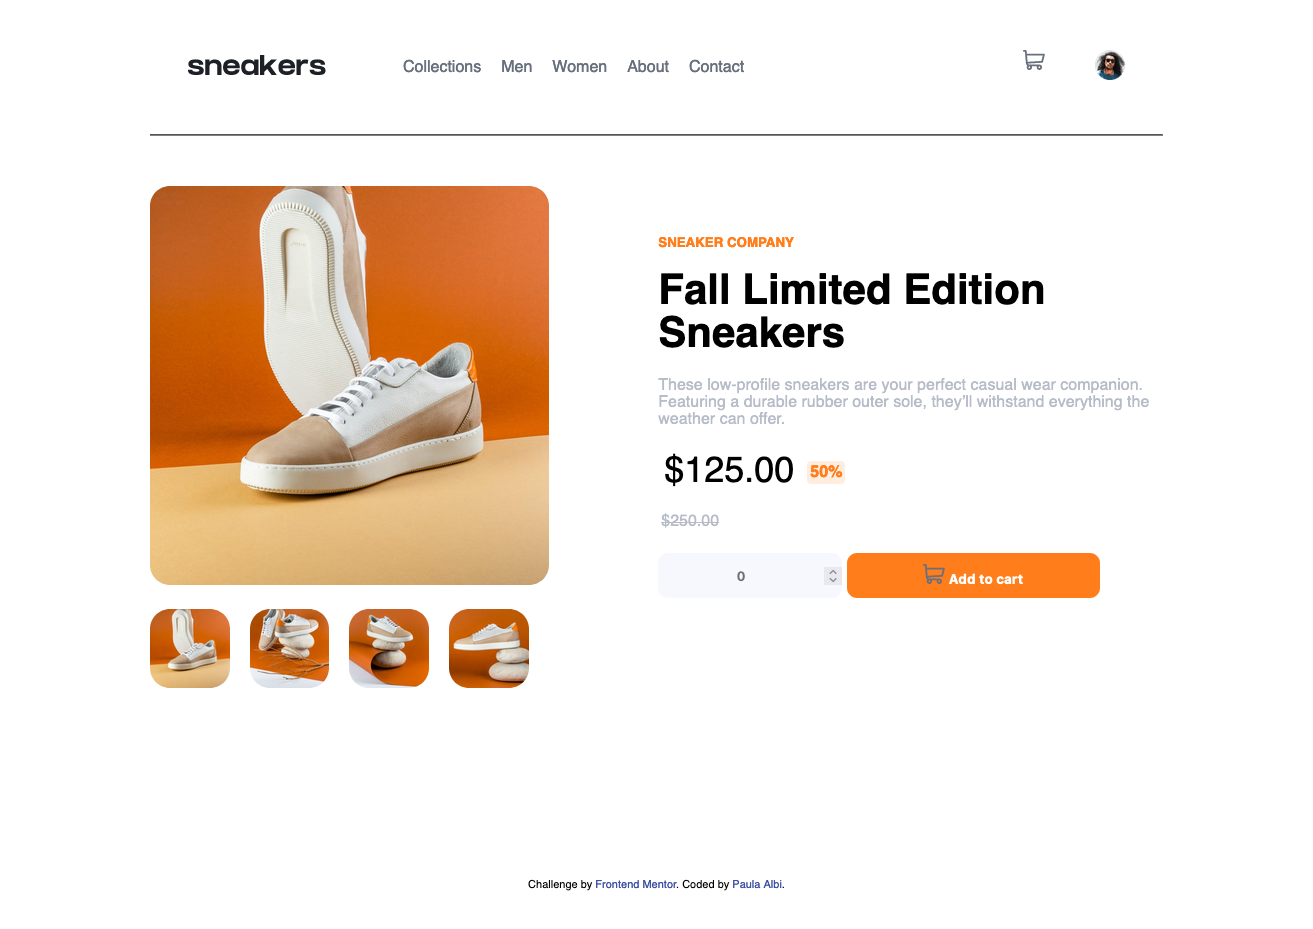 sneakers
Collections Men Women About Contact
SNEAKER COMPANY
Fall Limited Edition
Sneakers
These low-profile sneakers are your perfect casual wear companion.
Featuring a durable rubber outer sole, they'll withstand everything the
weather can offer.
$125.00 50%
$250.00
0 Add to cart
Challenge by Frontend Mentor. Coded by Paula Albi.